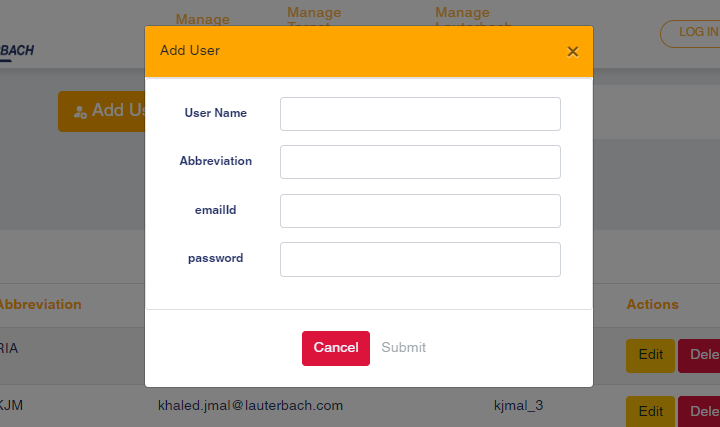 Manage
Manage
Manage
Target
Lauterbach
LOG IN
Add User
×
Add Us
User Name
Abbreviation
emailId
password
Abbreviation
Actions
RIA
Edit
Dele
Cancel
Submit
KJM
khaled.jmal@lauterbach.com
kjmal_3
Edit
Dele